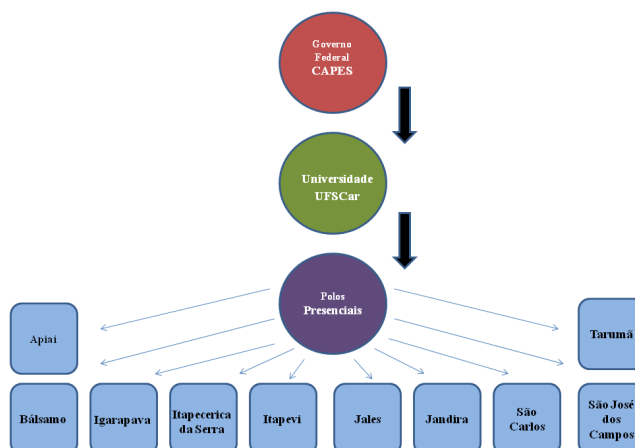 Governo
Federal
CAPES
Universidade
UFSCar
Polos
Presenciais
Apiaí
Tarumã
Bálsamo
Igarapava
Itapecerica
da Serra
Itapevi
Jales
Jandira
São
Carlos
São José
dos
Campos